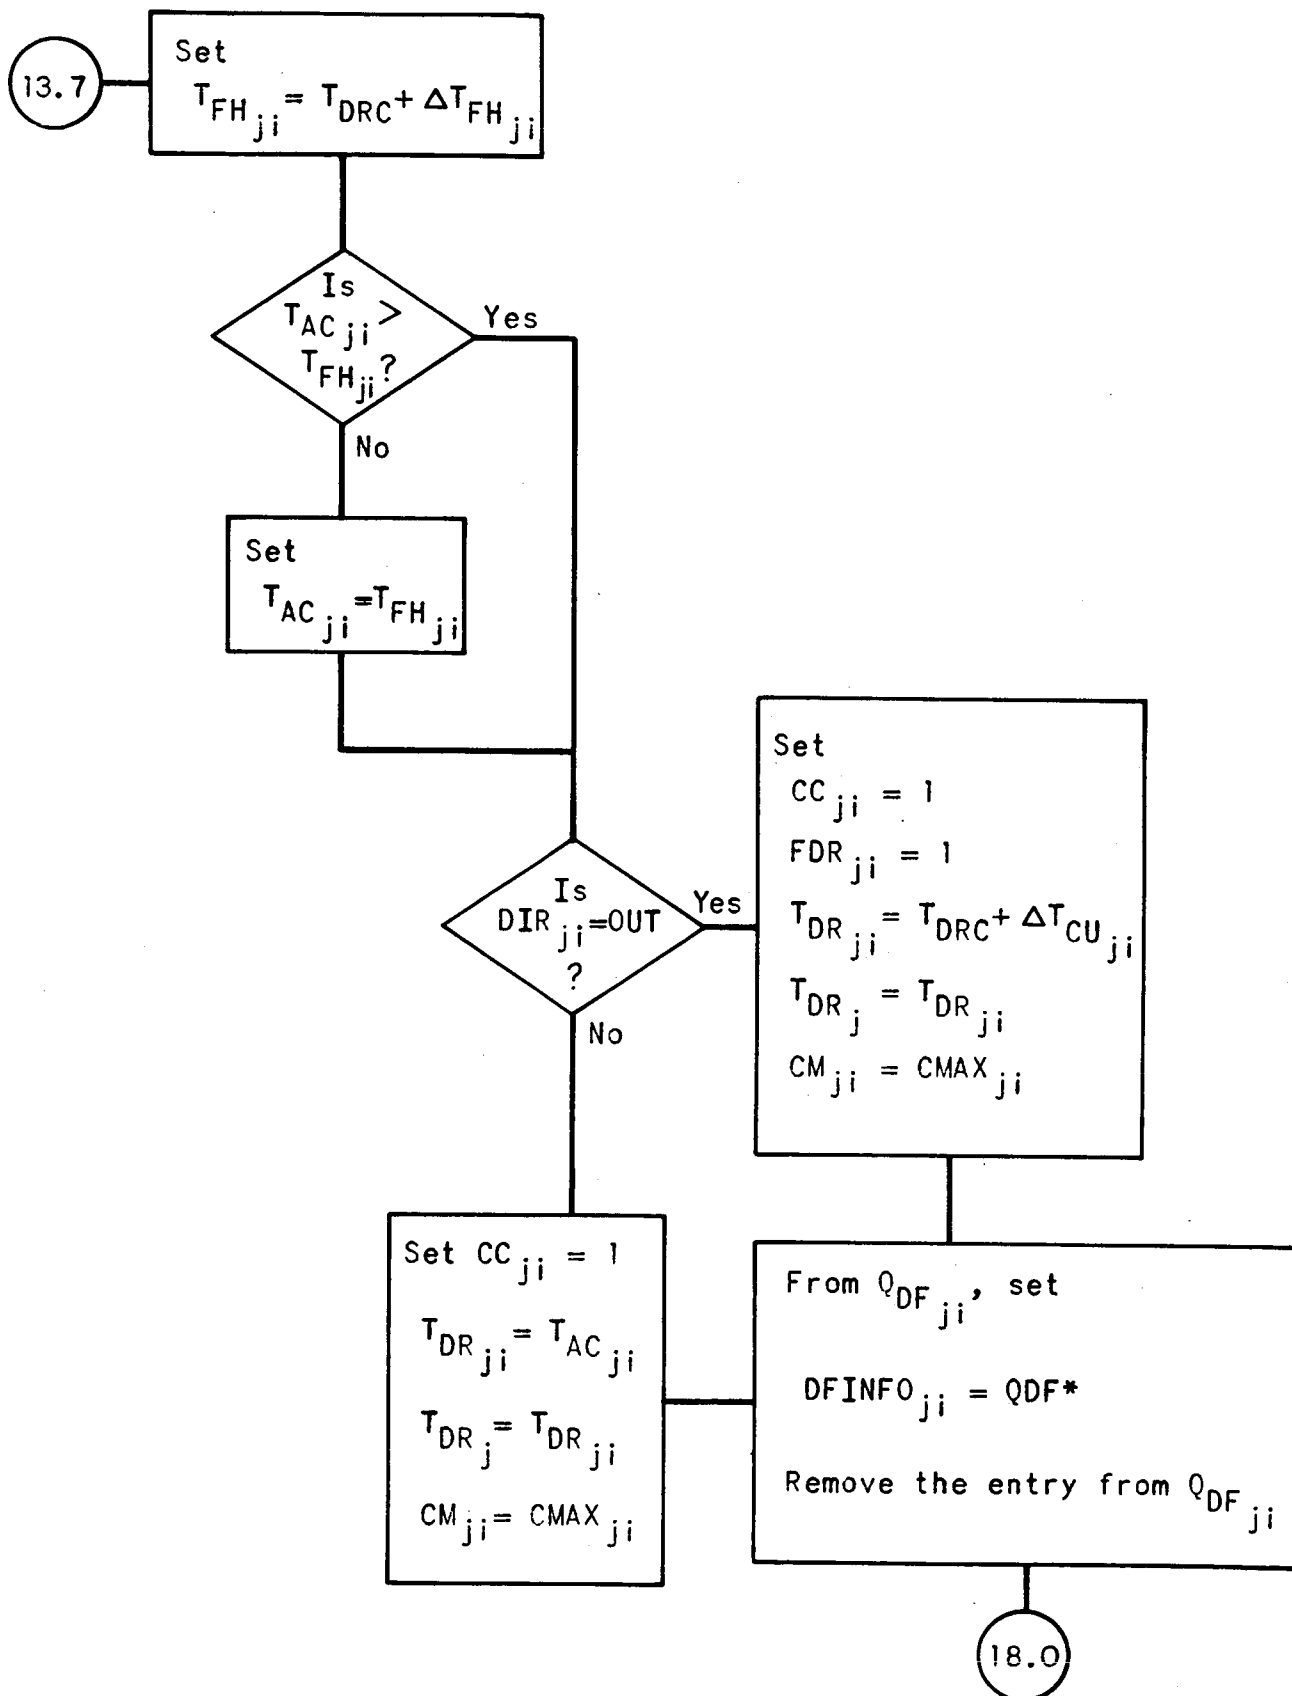 13.7
Set
T_FH_ji = T_DRC + ΔT_FH_ji
Is
T_AC_ji >
T_FH_ji ?
Yes
No
Set
T_AC_ji = T_FH_ji
Is
DIR_ji = OUT
?
Yes
No
Set
CC_ji = 1
FDR_ji = 1
T_DR_ji = T_DRC + ΔT_CU_ji
T_DR_j = T_DR_ji
CM_ji = CMAX_ji
Set CC_ji = 1
T_DR_ji = T_AC_ji
T_DR_j = T_DR_ji
CM_ji = CMAX_ji
From Q_DF_ji, set
DFINFO_ji = QDF*
Remove the entry from Q_DF_ji
18.0